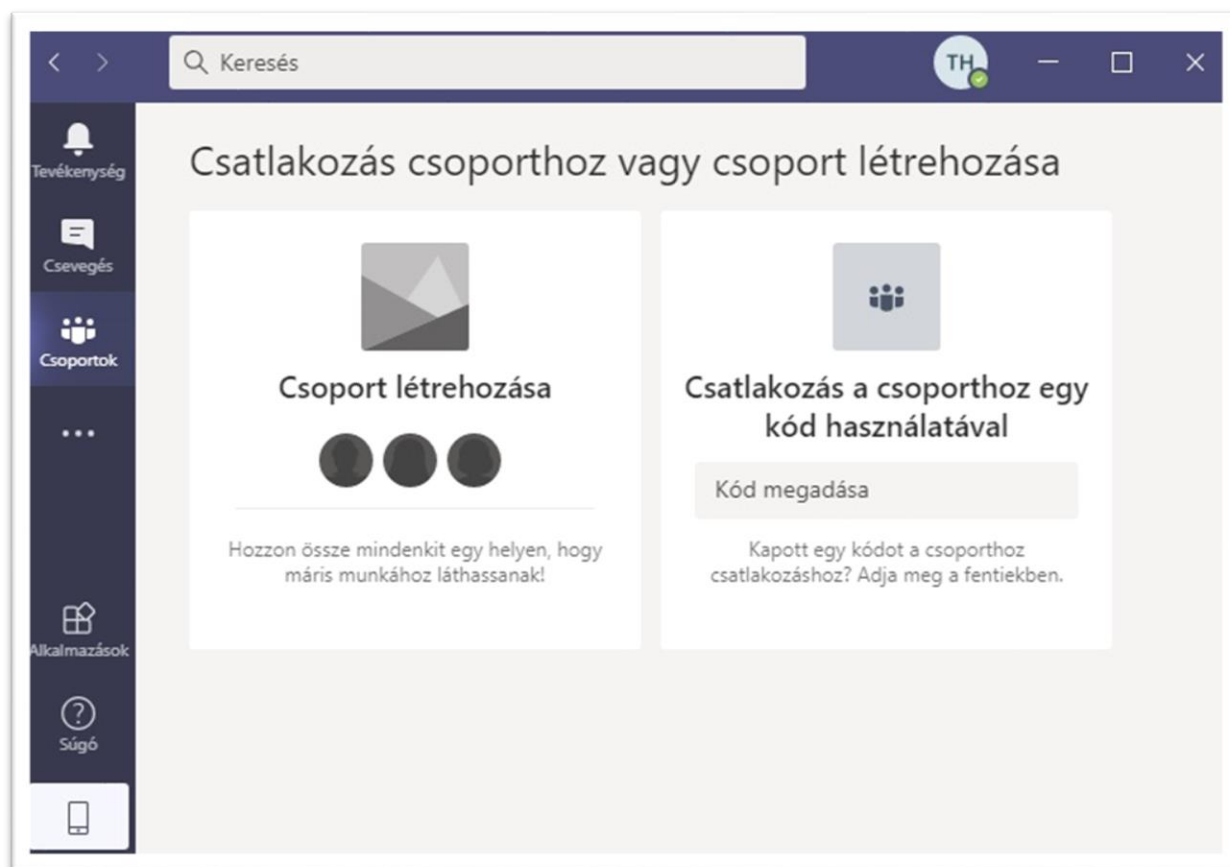 Keresés
TH
Tevékenység
Csevegés
Csoportok
Alkalmazások
Súgó
Csatlakozás csoporthoz vagy csoport létrehozása
Csoport létrehozása
Hozzon össze mindenkit egy helyen, hogy
máris munkához láthassanak!
Csatlakozás a csoporthoz egy
kód használatával
Kód megadása
Kapott egy kódot a csoporthoz
csatlakozáshoz? Adja meg a fentiekben.